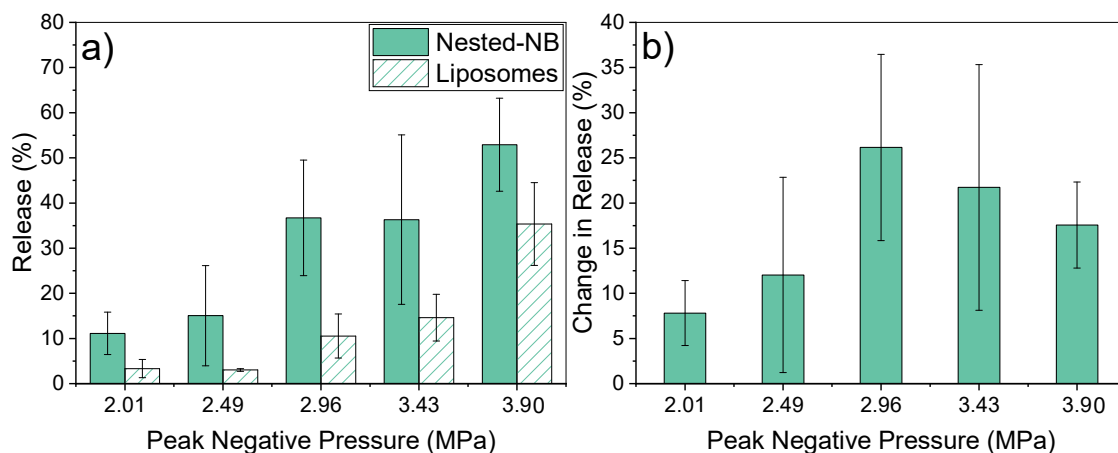 a)
Nested-NB
Liposomes
Release (%)
80
70
60
50
40
30
20
10
0
2.01 2.49 2.96 3.43 3.90
Peak Negative Pressure (MPa)
b)
Change in Release (%)
40
35
30
25
20
15
10
5
0
2.01 2.49 2.96 3.43 3.90
Peak Negative Pressure (MPa)